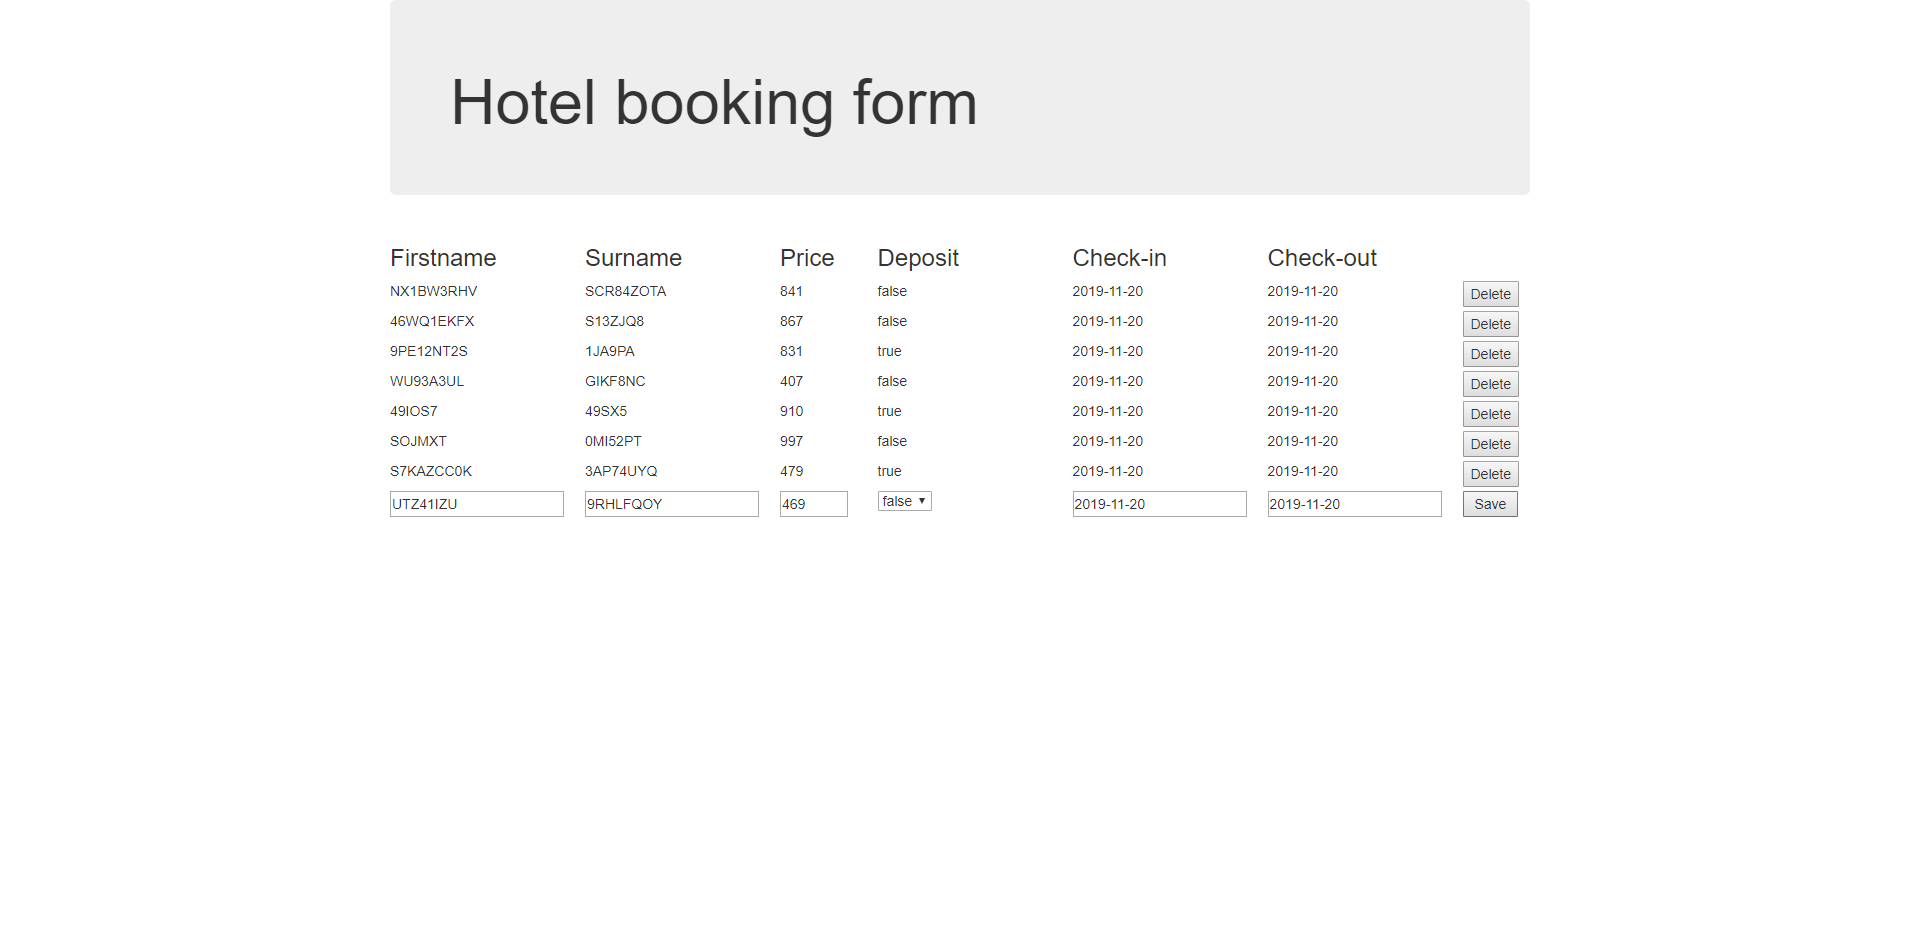 Hotel booking form
Firstname Surname Price Deposit Check-in Check-out
NX1BW3RHV SCR84ZOTA 841 false 2019-11-20 2019-11-20 Delete
46WQ1EKFX S13ZJQ8 867 false 2019-11-20 2019-11-20 Delete
9PE12NT2S 1JA9PA 831 true 2019-11-20 2019-11-20 Delete
WU93A3UL GIKF8NC 407 false 2019-11-20 2019-11-20 Delete
49IOS7 49SX5 910 true 2019-11-20 2019-11-20 Delete
SOJMXT 0MI52PT 997 false 2019-11-20 2019-11-20 Delete
S7KAZCC0K 3AP74UYQ 479 true 2019-11-20 2019-11-20 Delete
UTZ41IZU 9RHLFQOY 469 false 2019-11-20 2019-11-20 Save